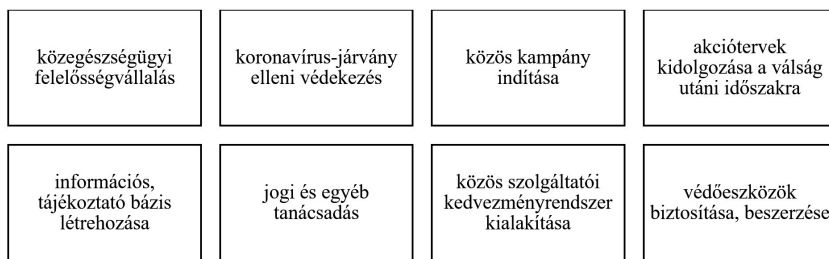 közegészségügyi
felelősségvállalás
koronavírus-járvány
elleni védekezés
közös kampány
indítása
akciótervek
kidolgozása a válság
utáni időszakra
információs,
tájékoztató bázis
létrehozása
jogi és egyéb
tanácsadás
közös szolgáltatói
kedvezményrendszer
kialakítása
védőeszközök
biztosítása, beszerzése